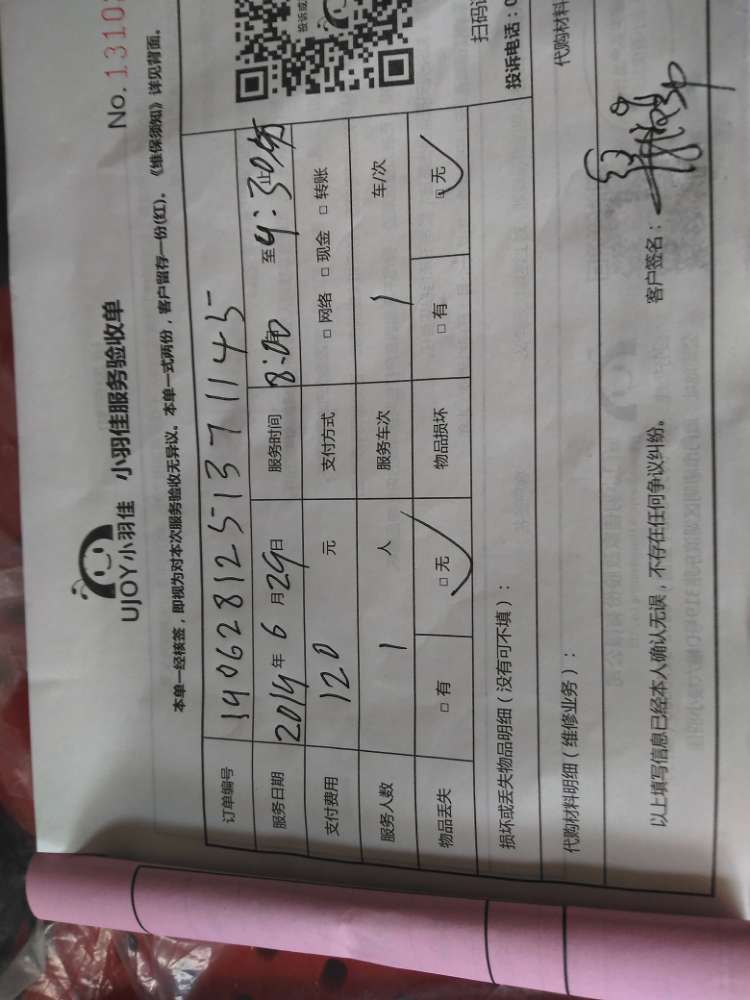 UJOY小羽佳 小羽佳服务验收单
No.1310
本单一经核签，即视为对本次服务验收无异议。本单一式两份，客户留存一份(红)。《维保须知》详见背面。
订单编号 1906281251371145
服务日期 2019年6月29日 服务时间 8:00 至 9:30
支付费用 120 元 支付方式 □网络 □现金 □转账
服务人数 1 人 服务车次 1 车/次
物品丢失 □有 □无 物品损坏 □有 □无
损坏或丢失物品明细（没有可不填）：
扫码
投诉电话：0
代购材料明细（维修业务）：
代购材料
以上填写信息已经本人确认无误，不存在任何争议纠纷。 客户签名：